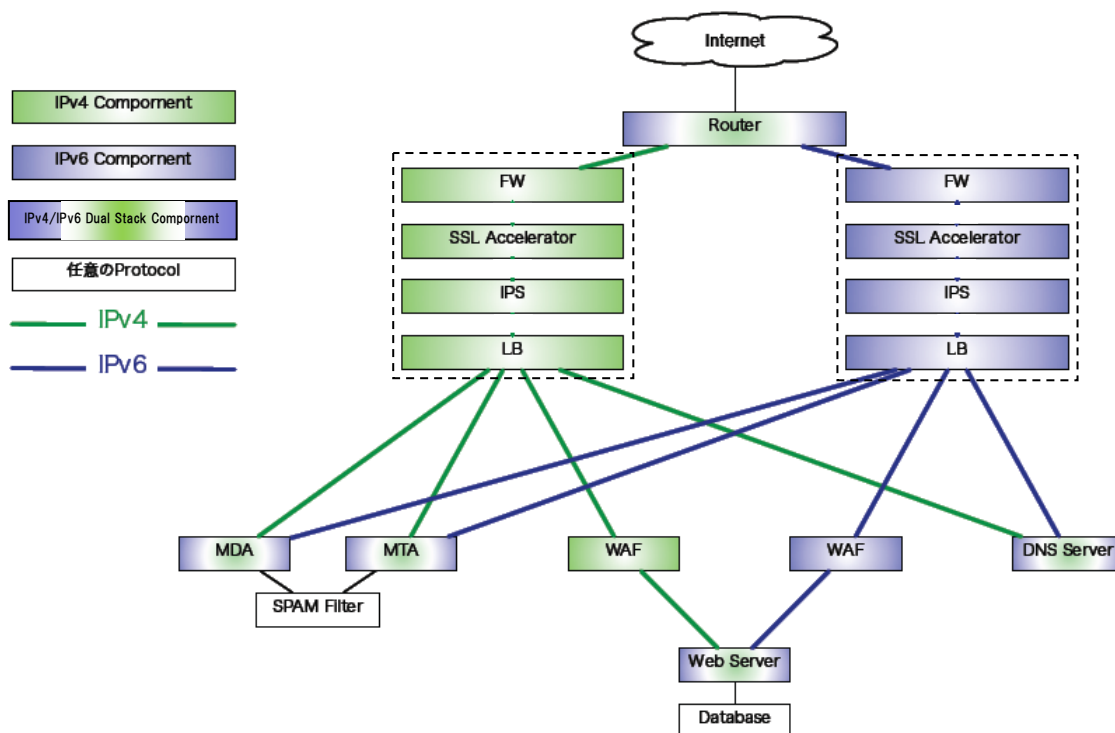 Internet
Router
IPv4 Compornent
IPv6 Compornent
IPv4/IPv6 Dual Stack Compornent
任意のProtocol
IPv4
IPv6
FW
SSL Accelerator
IPS
LB
FW
SSL Accelerator
IPS
LB
MDA
MTA
WAF
WAF
DNS Server
SPAM Filter
Web Server
Database